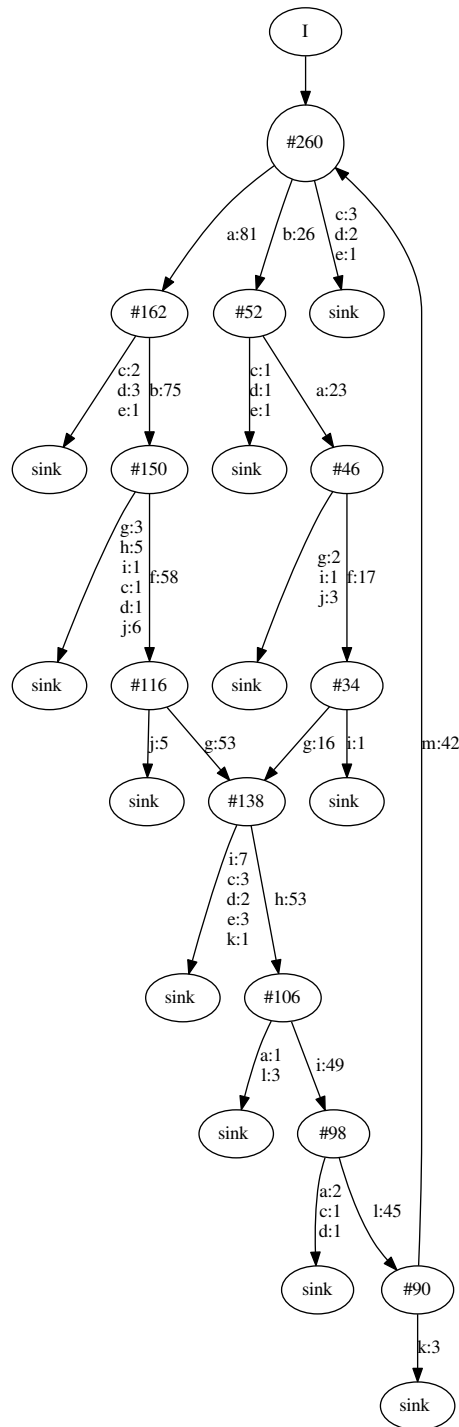 I
#260
a:81
b:26
c:3
d:2
e:1
#162
#52
sink
c:2
d:3
e:1
b:75
c:1
d:1
e:1
a:23
sink
#150
sink
#46
g:3
h:5
i:1
c:1
d:1
j:6
f:58
g:2
i:1
j:3
f:17
sink
#116
sink
#34
j:5
g:53
g:16
i:1
m:42
sink
#138
sink
i:7
c:3
d:2
e:3
k:1
h:53
sink
#106
a:1
l:3
i:49
sink
#98
a:2
c:1
d:1
l:45
sink
#90
k:3
sink